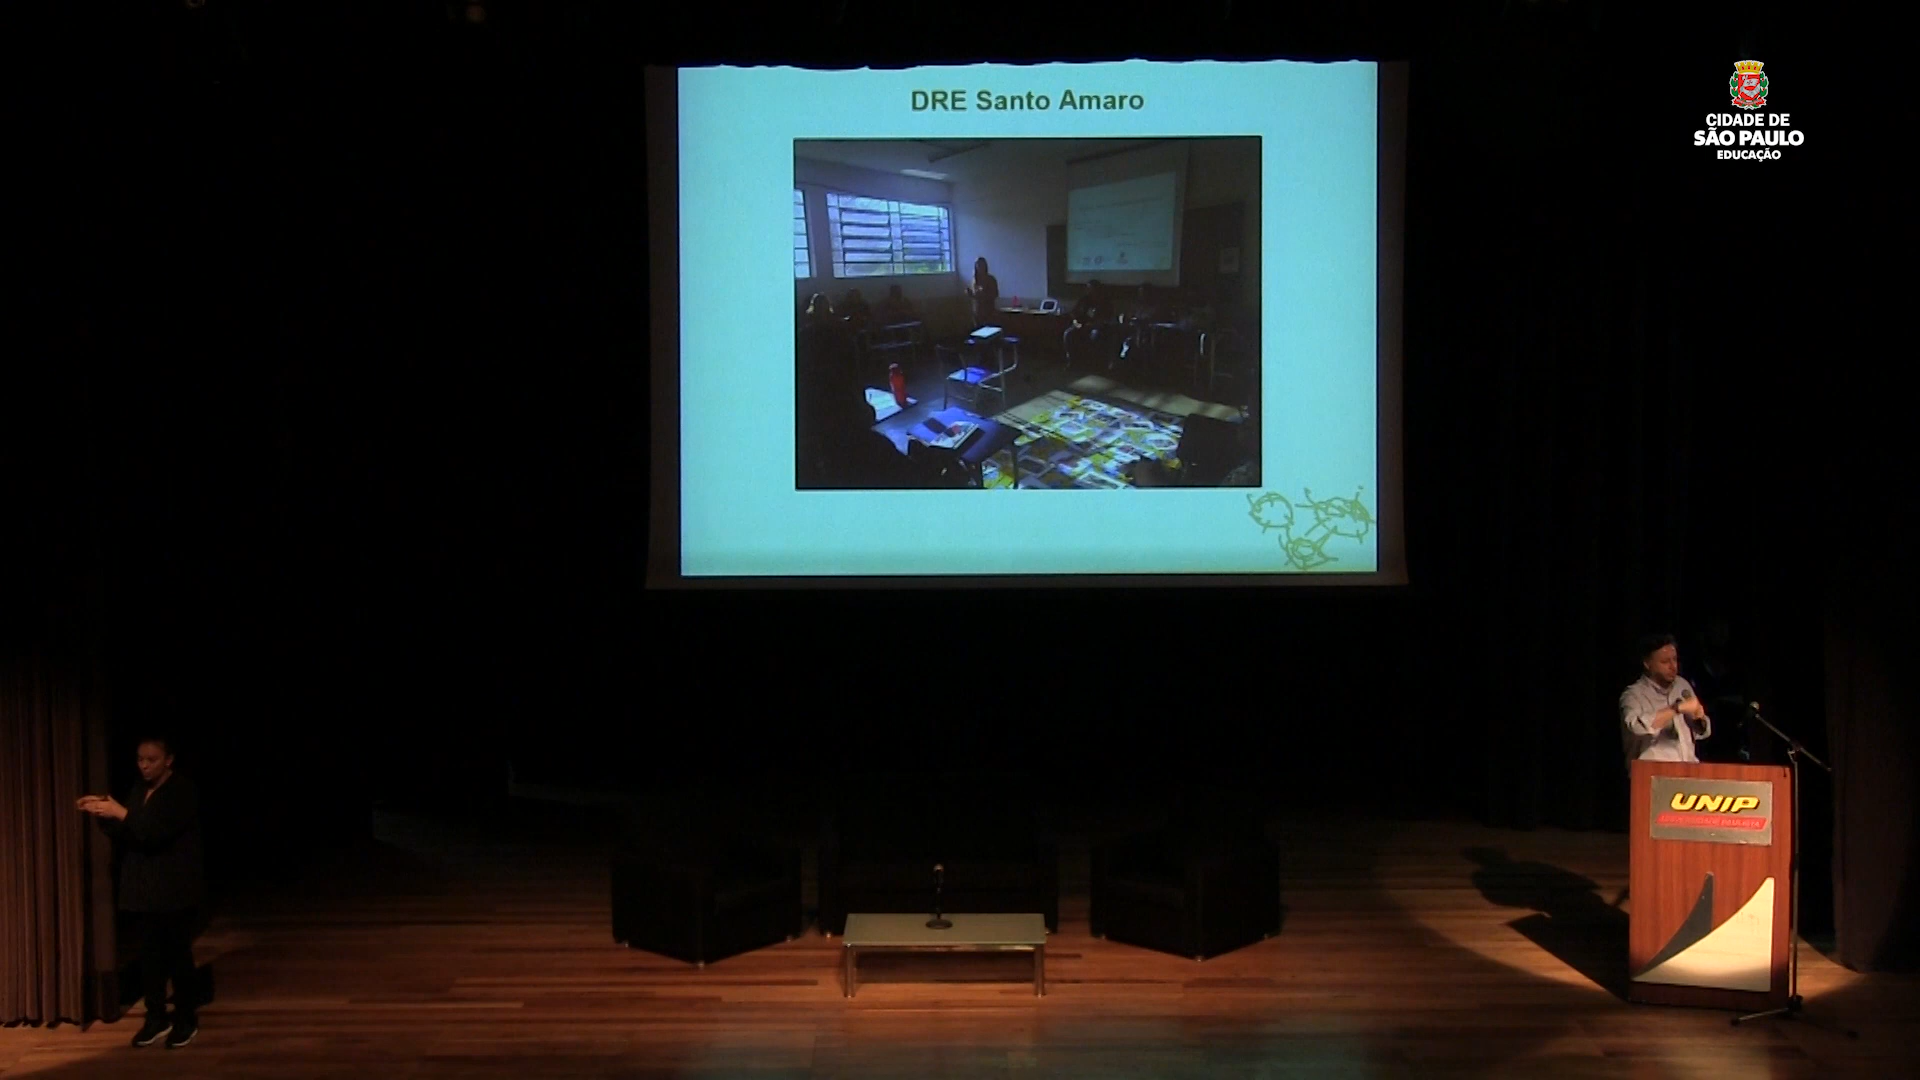 DRE Santo Amaro
CIDADE DE
SÃO PAULO
EDUCAÇÃO
UNIP